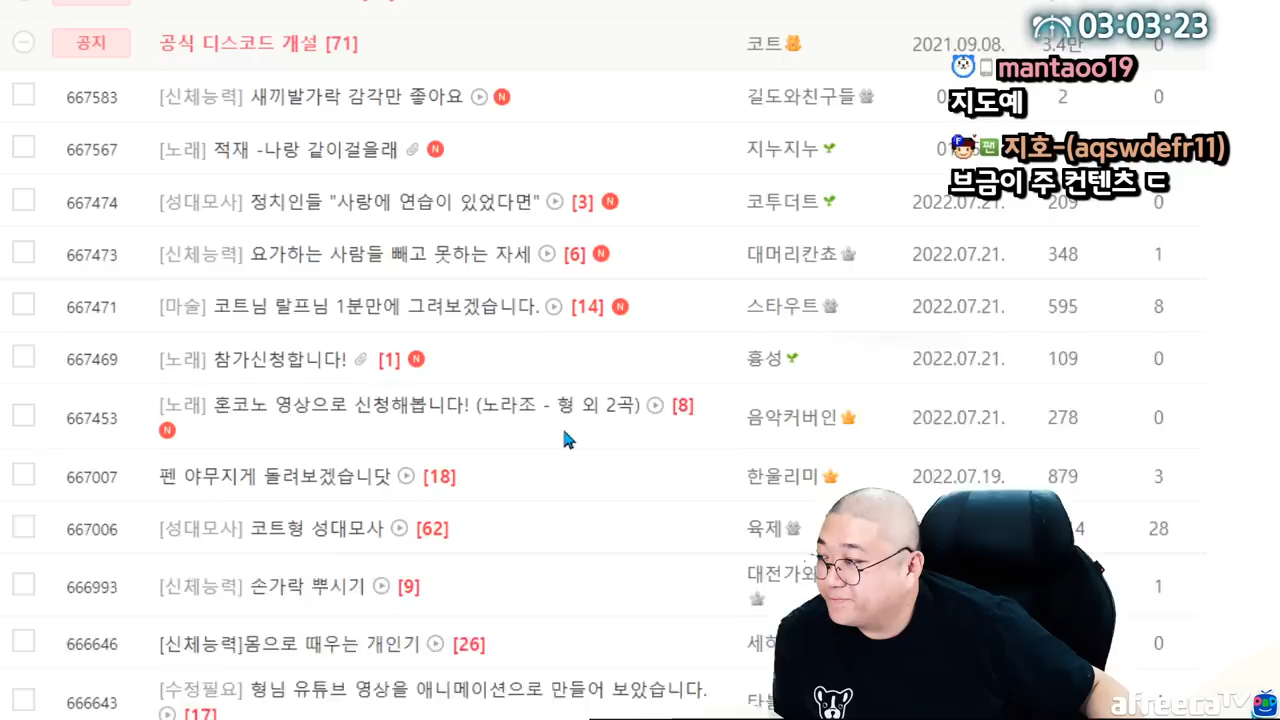 공지 공식 디스코드 개설 [71] 코트 2021.09.08. 3.4만 0
03:03:23
mantaoo19
지도예
팬 지호-(aqswdefr11)
브금이 주 컨텐츠 ㄷ
667583 [신체능력] 새끼발가락 감각만 좋아요 N 길도와친구들 2 0
667567 [노래] 적재 -나랑 같이걸을래 N 지누지누
667474 [성대모사] 정치인들 "사랑에 연습이 있었다면" [3] N 코투더트 2022.07.21. 209 0
667473 [신체능력] 요가하는 사람들 빼고 못하는 자세 [6] N 대머리칸쵸 2022.07.21. 348 1
667471 [마술] 코트님 랄프님 1분만에 그려보겠습니다. [14] N 스타우트 2022.07.21. 595 8
667469 [노래] 참가신청합니다! [1] N 흉성 2022.07.21. 109 0
667453 [노래] 혼코노 영상으로 신청해봅니다! (노라조 - 형 외 2곡) [8] 음악커버인 2022.07.21. 278 0
N
667007 펜 야무지게 돌려보겠습니닷 [18] 한울리미 2022.07.19. 879 3
667006 [성대모사] 코트형 성대모사 [62] 육제 4 28
666993 [신체능력] 손가락 뿌시기 [9] 대전가와 1
666646 [신체능력]몸으로 때우는 개인기 [26] 0
666643 [수정필요] 형님 유튜브 영상을 애니메이션으로 만들어 보았습니다.
[17]
afreecaTV